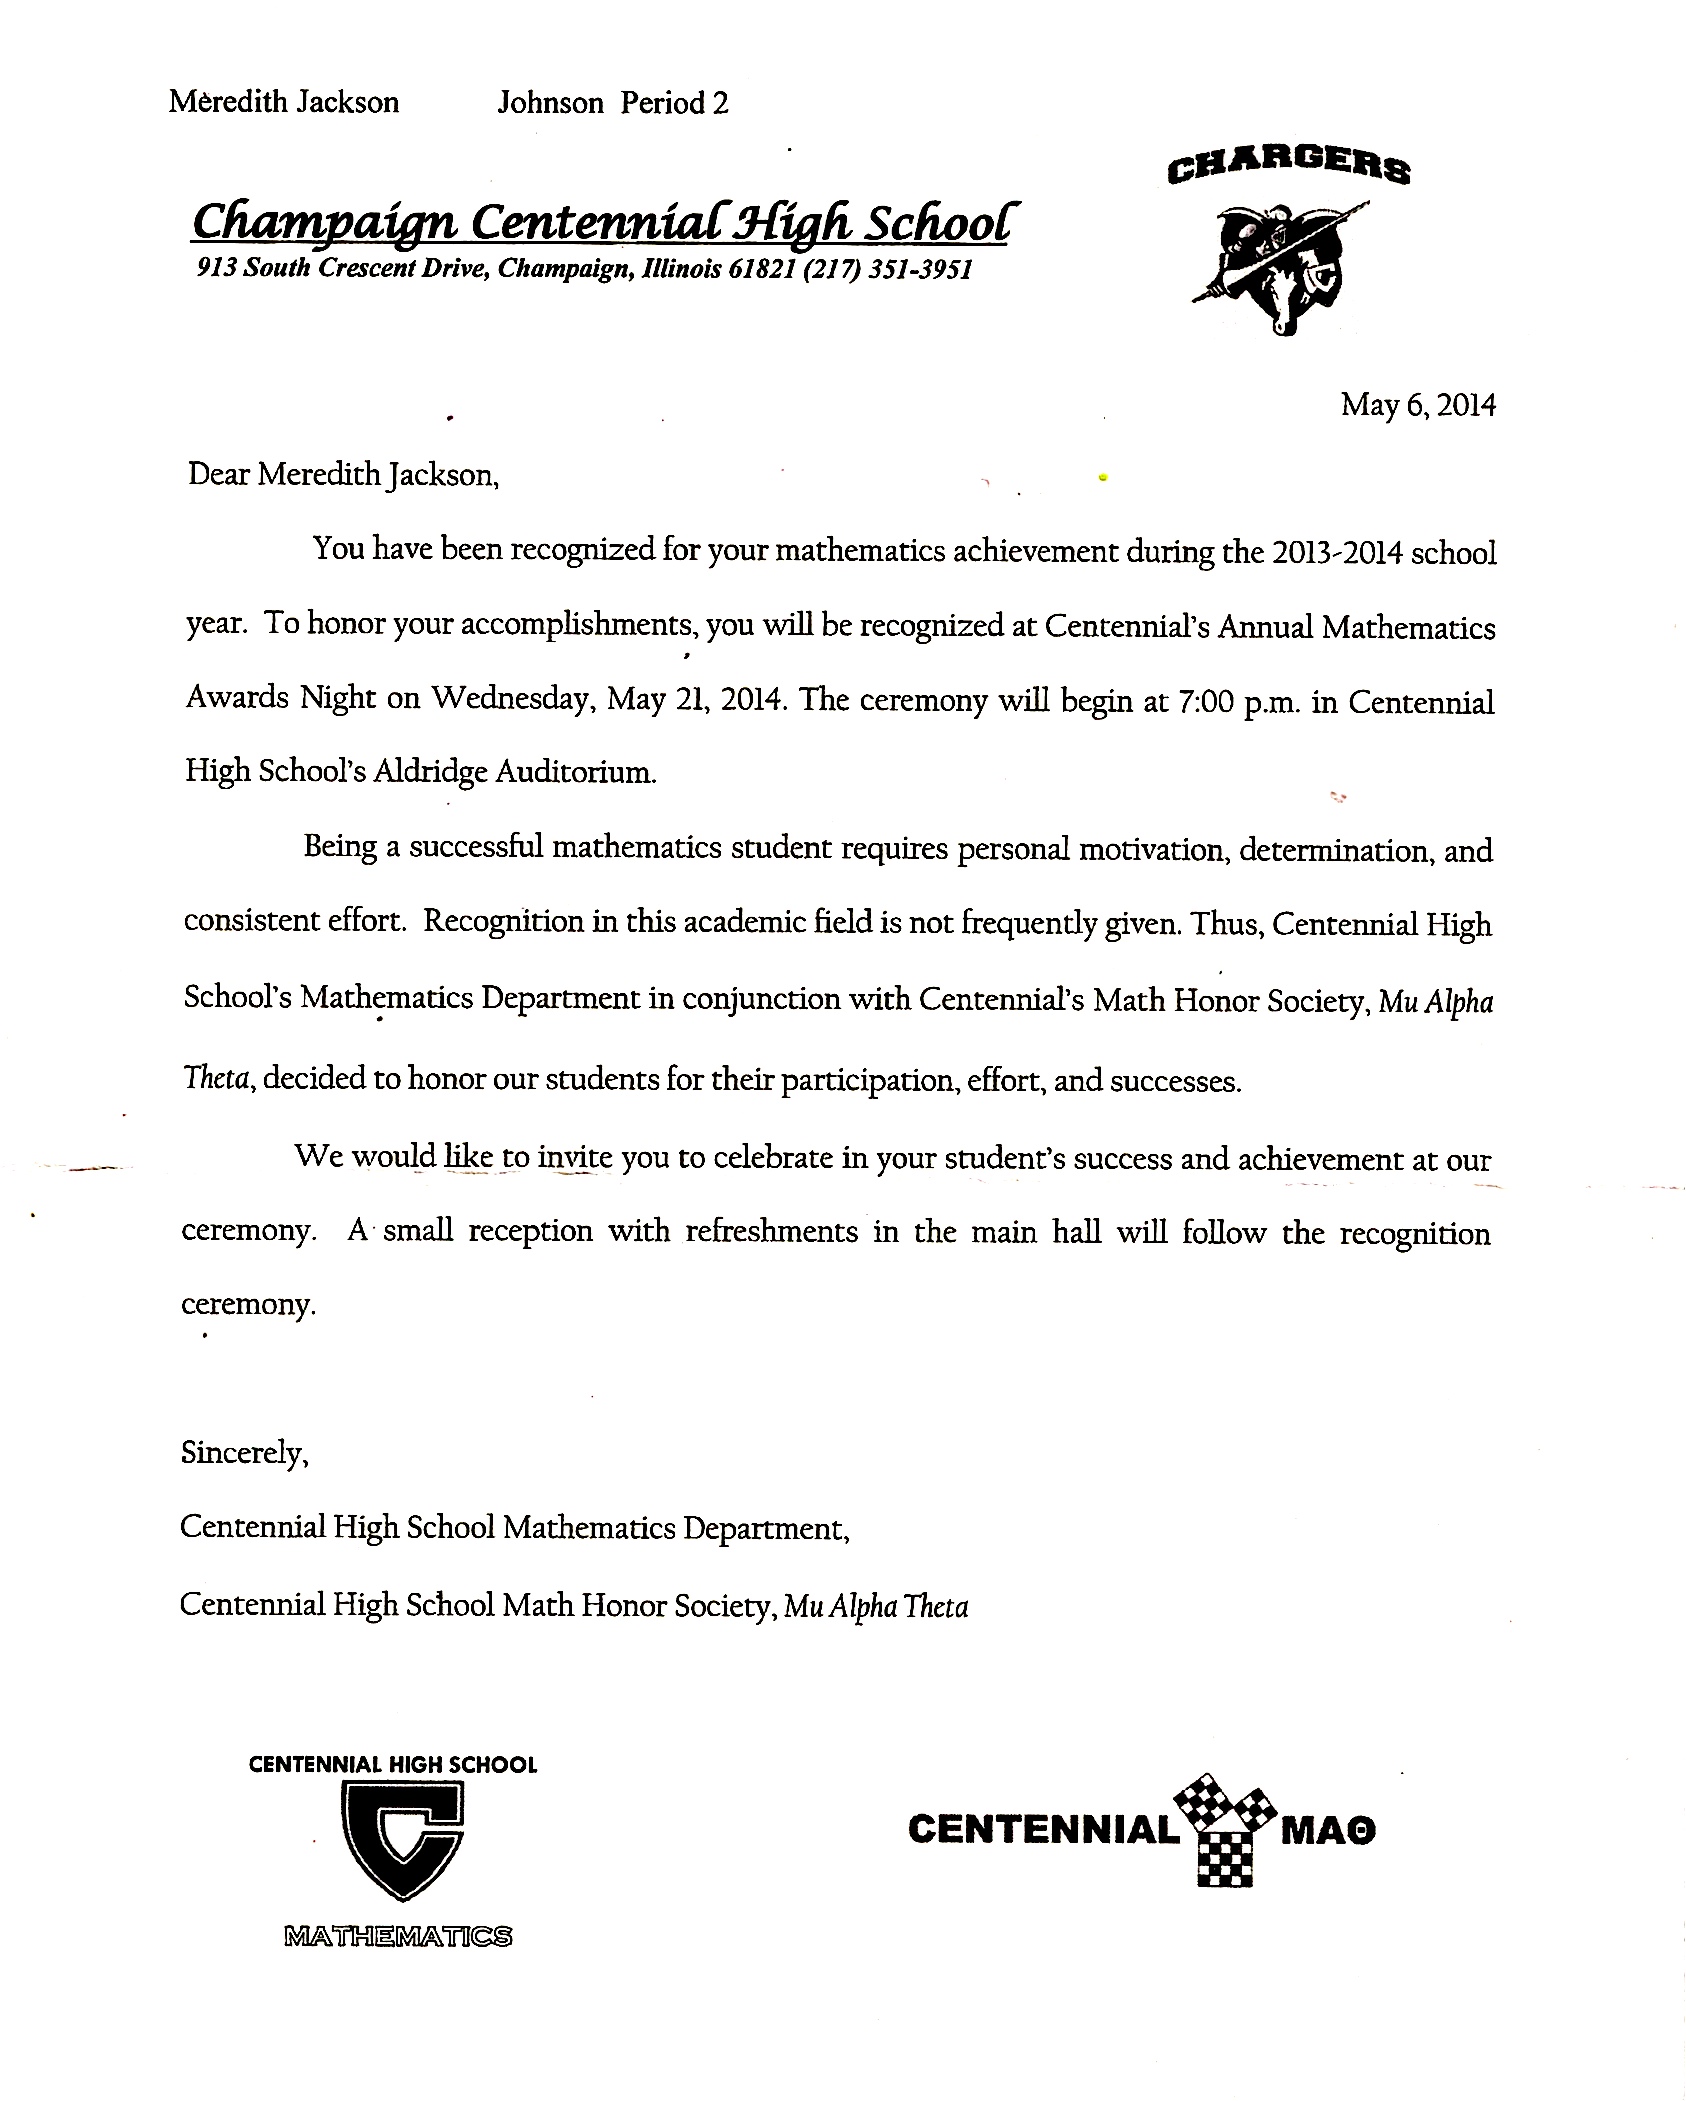 Meredith Jackson Johnson Period 2
CHARGERS
Champaign Centennial High School
913 South Crescent Drive, Champaign, Illinois 61821 (217) 351-3951
May 6, 2014
Dear Meredith Jackson,
You have been recognized for your mathematics achievement during the 2013-2014 school
year. To honor your accomplishments, you will be recognized at Centennial's Annual Mathematics
Awards Night on Wednesday, May 21, 2014. The ceremony will begin at 7:00 p.m. in Centennial
High School's Aldridge Auditorium.
Being a successful mathematics student requires personal motivation, determination, and
consistent effort. Recognition in this academic field is not frequently given. Thus, Centennial High
School's Mathematics Department in conjunction with Centennial's Math Honor Society, Mu Alpha
Theta, decided to honor our students for their participation, effort, and successes.
We would like to invite you to celebrate in your student's success and achievement at our
ceremony. A small reception with refreshments in the main hall will follow the recognition
ceremony.
Sincerely,
Centennial High School Mathematics Department,
Centennial High School Math Honor Society, Mu Alpha Theta
CENTENNIAL HIGH SCHOOL
C
MATHEMATICS
CENTENNIAL ΜΑΘ